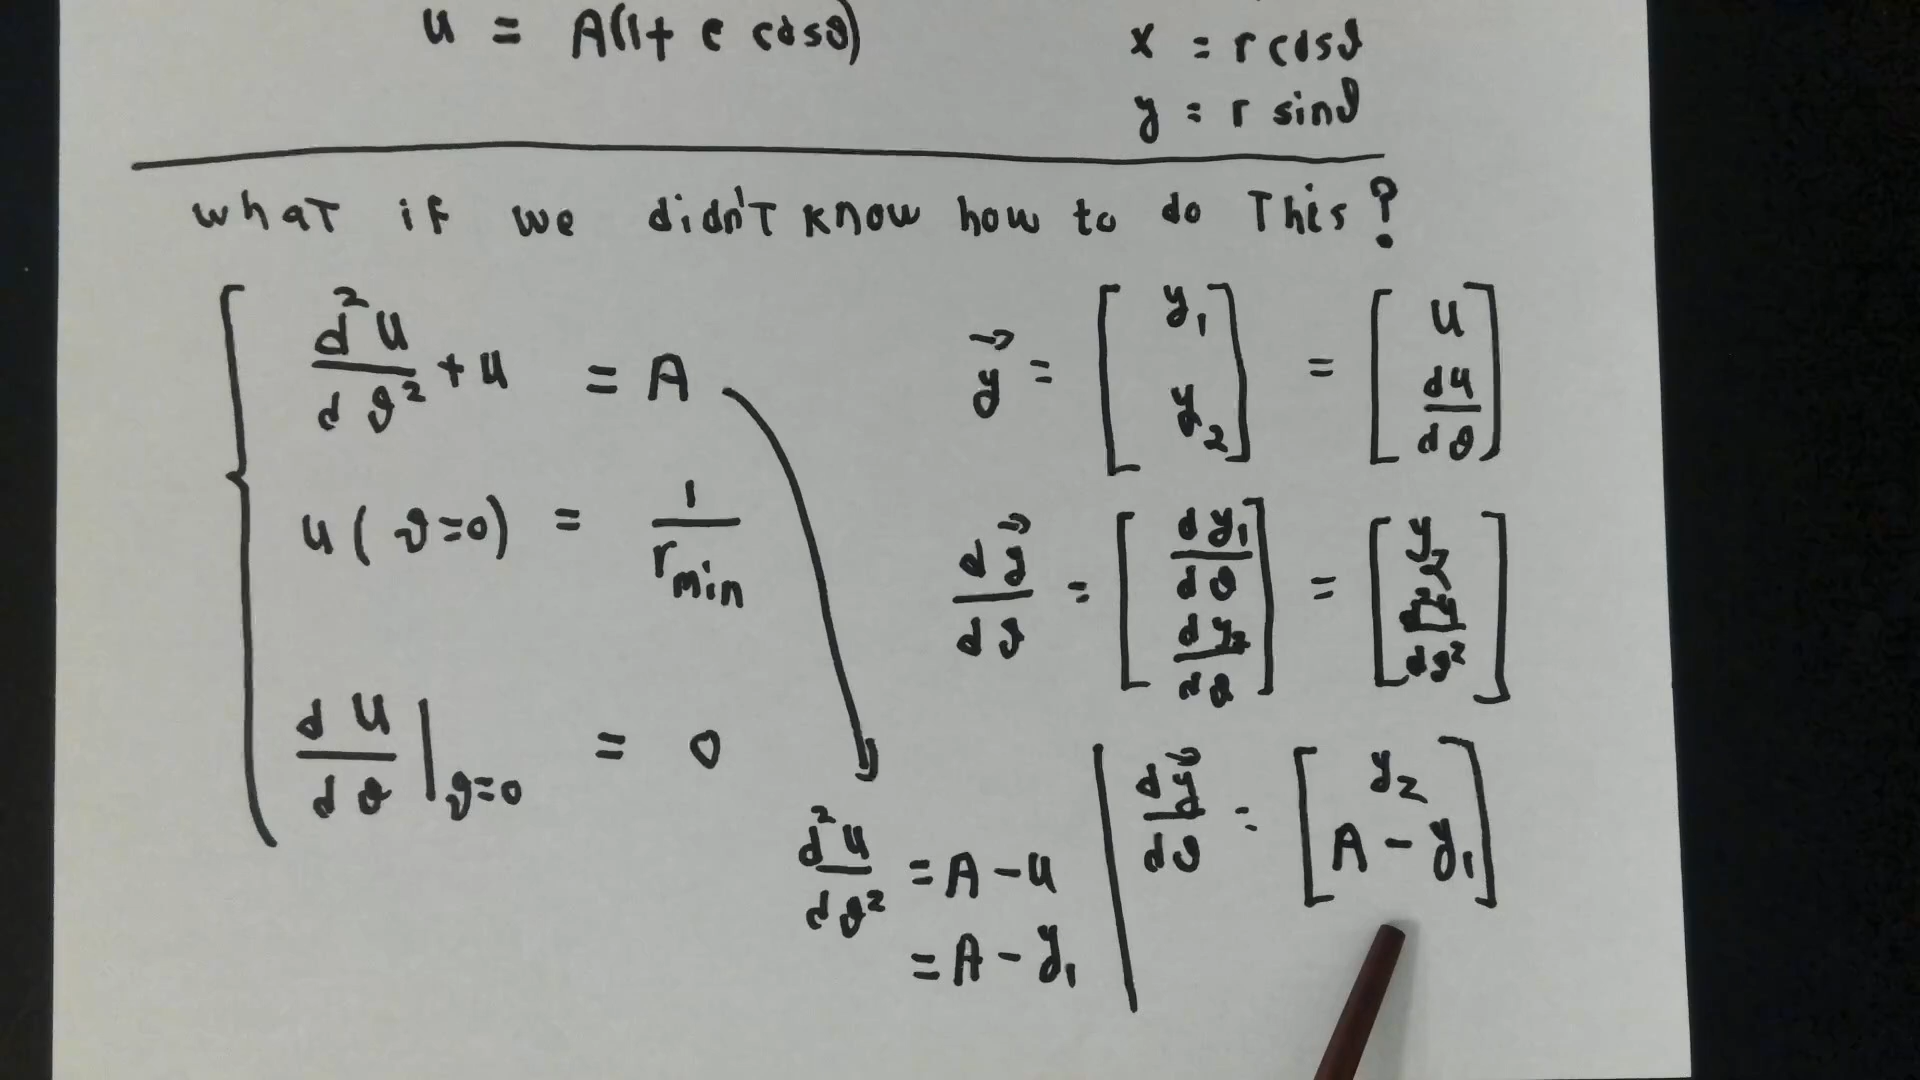 u = A(1+ e cosθ)
x = r cosθ
y = r sinθ
What if we didn't know how to do This?
d²u/dθ² + u = A
u(θ=0) = 1/r_min
du/dθ|θ=0 = 0
d²u/dθ² = A - u
= A - y₁
y⃗ = [y₁ y₂] = [u du/dθ]
dy⃗/dθ = [dy₁/dθ dy₂/dθ] = [y₂ d²u/dθ²]
dy⃗/dθ = [y₂ A - y₁]